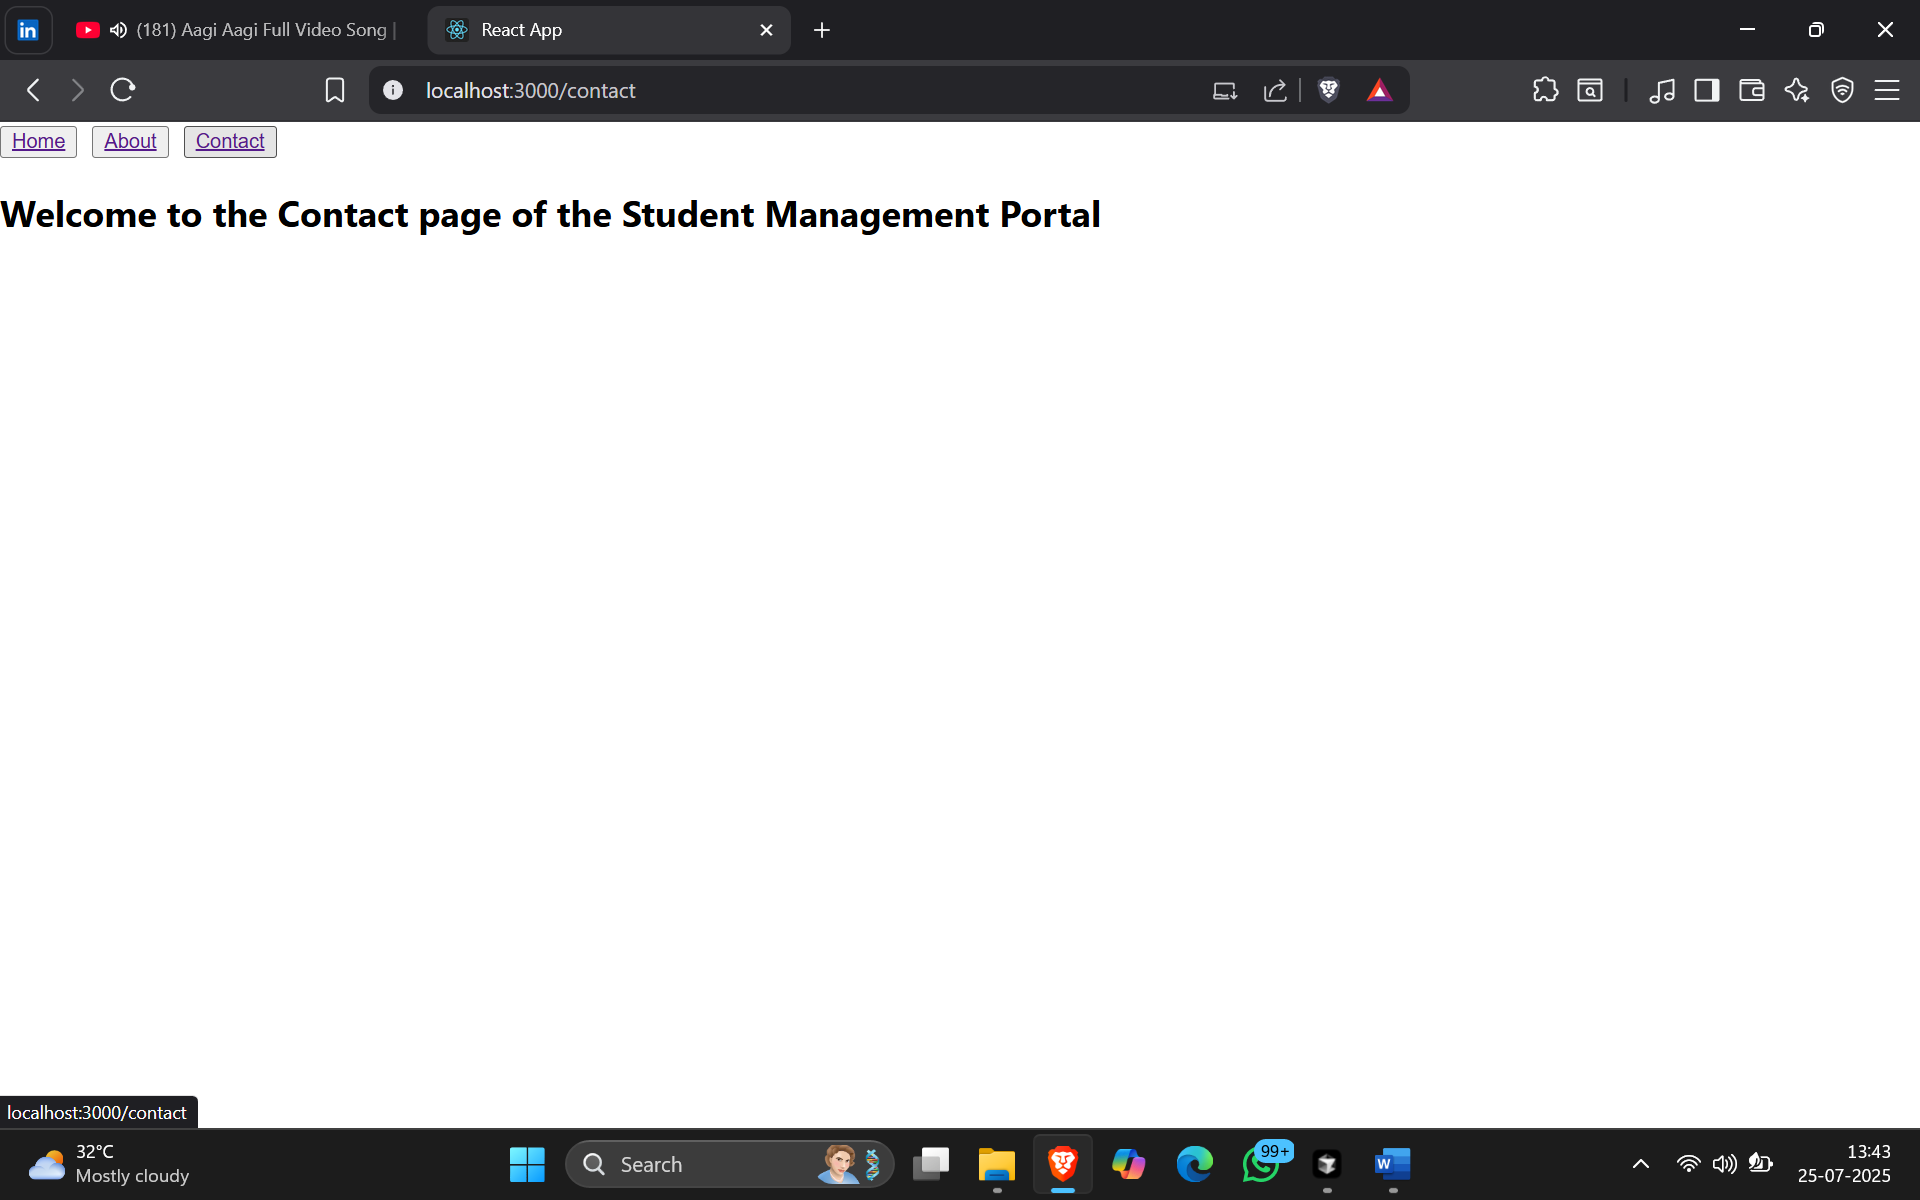 in (181) Aagi Aagi Full Video Song | React App
localhost:3000/contact
Home About Contact
Welcome to the Contact page of the Student Management Portal
localhost:3000/contact
32°C
Mostly cloudy
Search
99+
W
13:43
25-07-2025